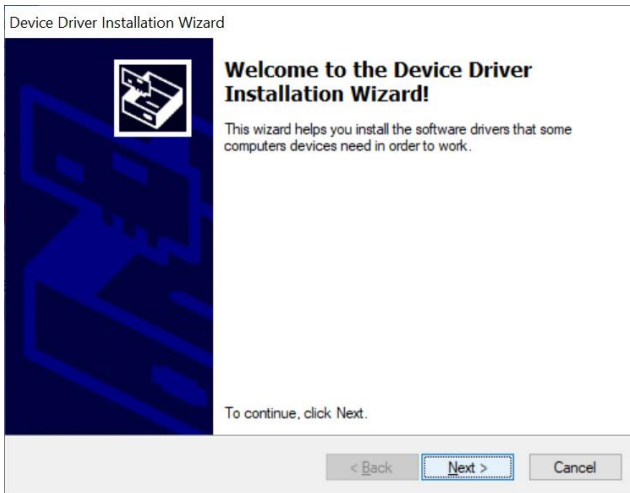 Device Driver Installation Wizard
Welcome to the Device Driver
Installation Wizard!
This wizard helps you install the software drivers that some
computers devices need in order to work.
To continue, click Next.
< Back Next > Cancel